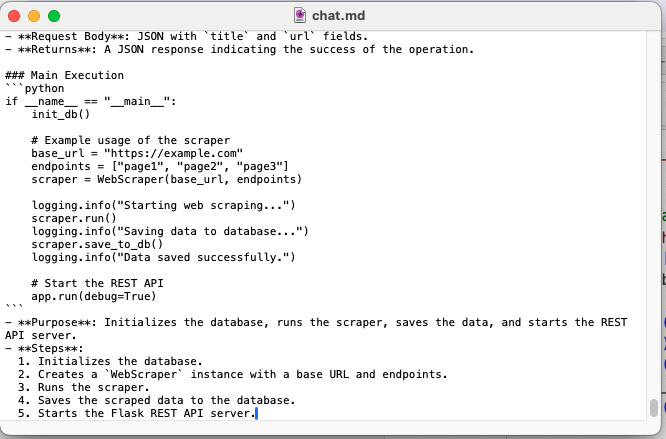 chat.md
- **Request Body**: JSON with `title` and `url` fields.
- **Returns**: A JSON response indicating the success of the operation.

### Main Execution
```python
if __name__ == "__main__":
    init_db()

    # Example usage of the scraper
    base_url = "https://example.com"
    endpoints = ["page1", "page2", "page3"]
    scraper = WebScraper(base_url, endpoints)

    logging.info("Starting web scraping...")
    scraper.run()
    logging.info("Saving data to database...")
    scraper.save_to_db()
    logging.info("Data saved successfully.")

    # Start the REST API
    app.run(debug=True)
```
- **Purpose**: Initializes the database, runs the scraper, saves the data, and starts the REST
API server.
- **Steps**:
  1. Initializes the database.
  2. Creates a `WebScraper` instance with a base URL and endpoints.
  3. Runs the scraper.
  4. Saves the scraped data to the database.
  5. Starts the Flask REST API server.